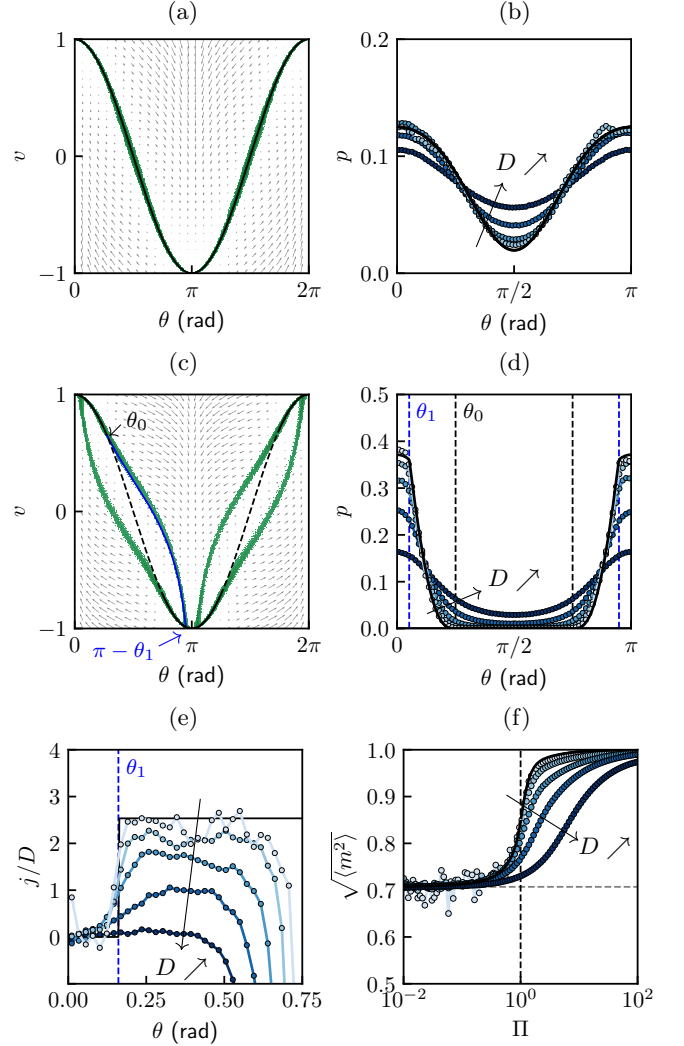 (a)
1
0
−1
v
0
π
2π
θ (rad)
(b)
0.2
0.1
0.0
p
D
0
π/2
π
θ (rad)
(c)
1
0
−1
v
θ₀
π − θ₁
0
π
2π
θ (rad)
(d)
0.5
0.4
0.3
0.2
0.1
0.0
p
θ₁
θ₀
D
0
π/2
π
θ (rad)
(e)
4
3
2
1
0
j/D
θ₁
D
0.00
0.25
0.50
0.75
θ (rad)
(f)
1.0
0.9
0.8
0.7
0.6
0.5
√⟨m²⟩
D
10⁻²
10⁰
10²
Π